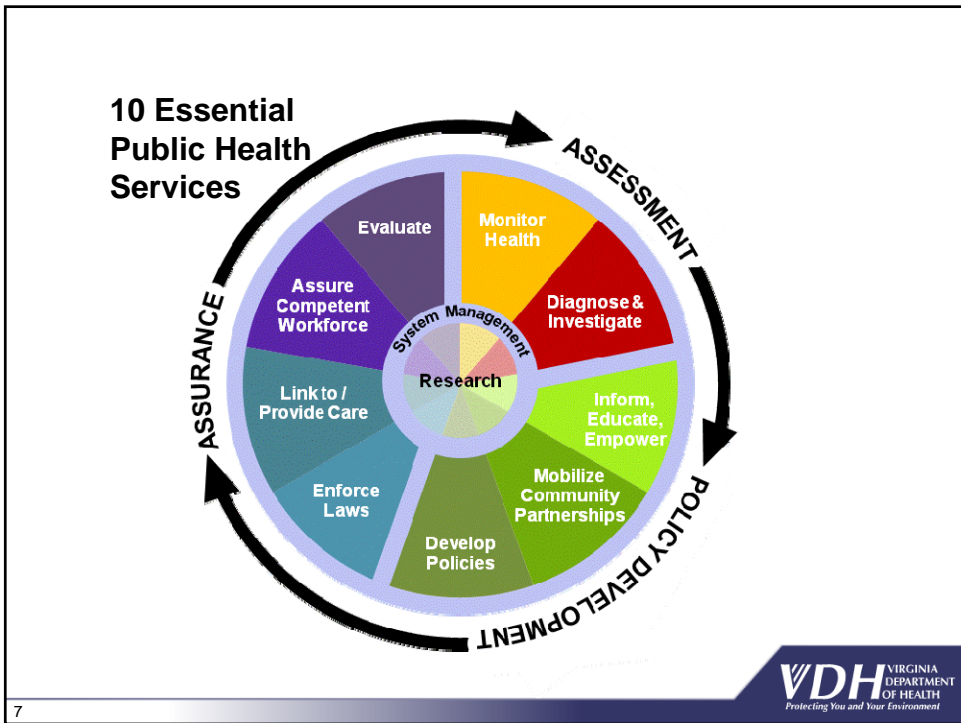 10 Essential
Public Health
Services
ASSESSMENT
POLICY DEVELOPMENT
ASSURANCE
Monitor
Health
Diagnose &
Investigate
Inform,
Educate,
Empower
Mobilize
Community
Partnerships
Develop
Policies
Enforce
Laws
Link to /
Provide Care
Assure
Competent
Workforce
Evaluate
System Management
Research
VDH VIRGINIA
DEPARTMENT
OF HEALTH
Protecting You and Your Environment
7